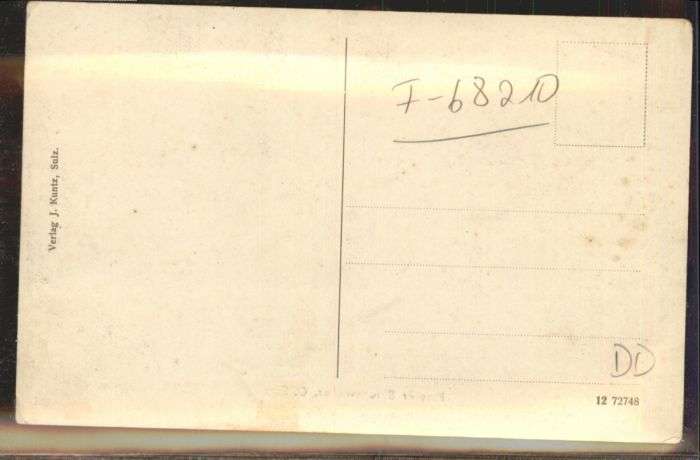 Verlag J. Kuntz, Sulz.
F-68210
DD
12 72748